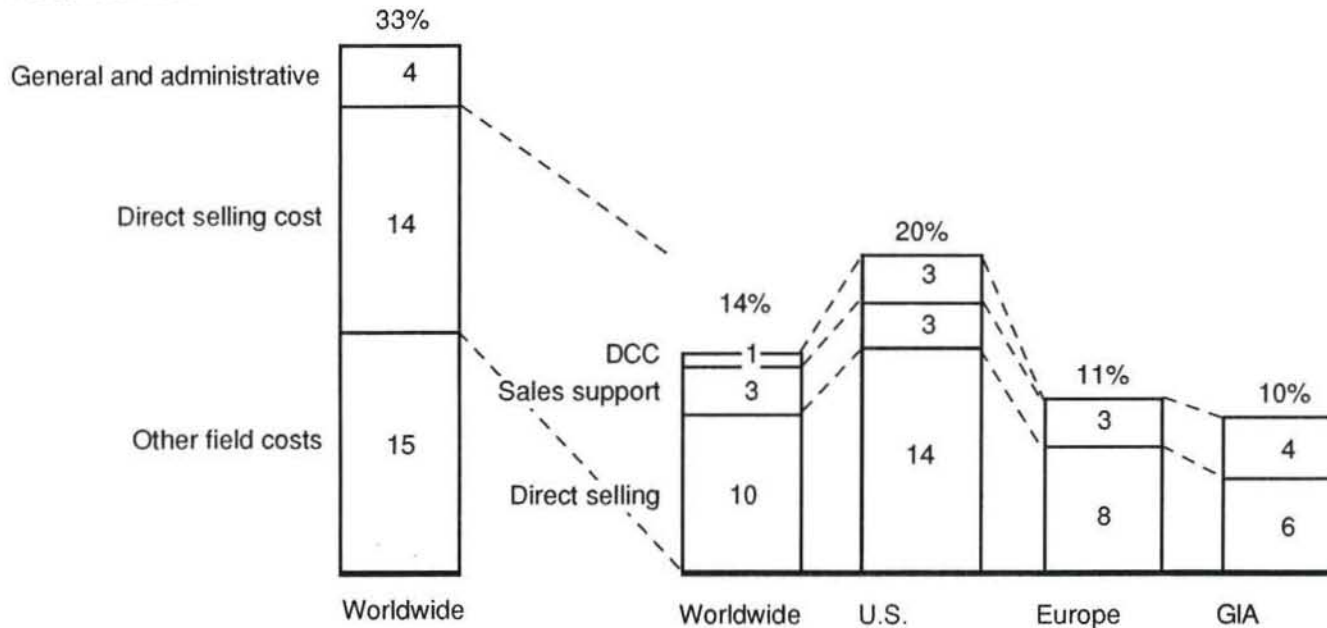 33%
General and administrative
4
Direct selling cost
14
Other field costs
15
Worldwide
14%
DCC
1
Sales support
3
Direct selling
10
Worldwide
20%
3
3
14
U.S.
11%
3
8
Europe
10%
4
6
GIA